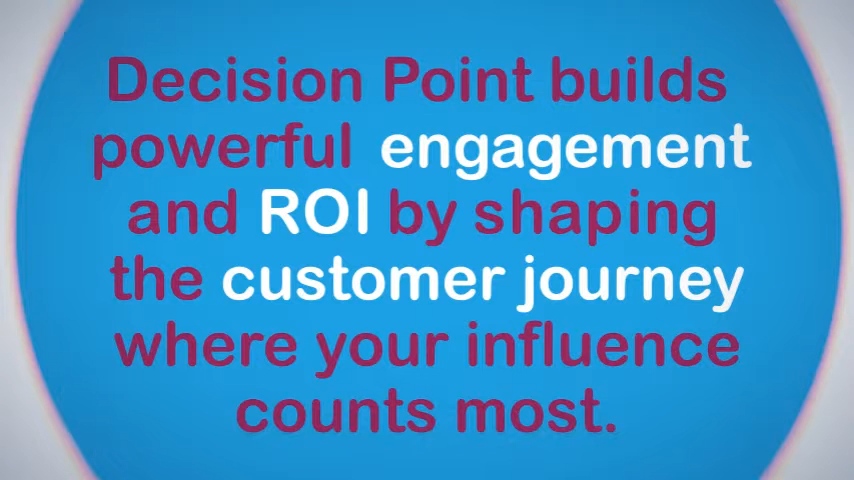 Decision Point builds
powerful engagement
and ROI by shaping
the customer journey
where your influence
counts most.